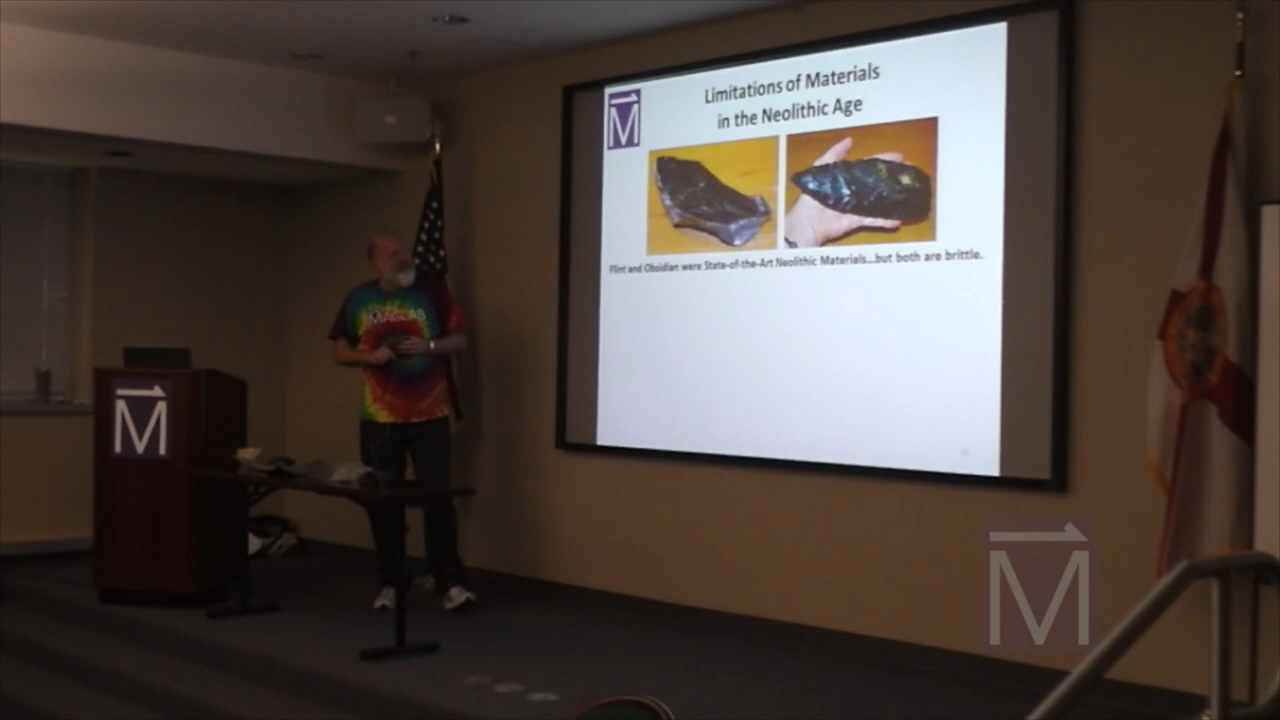 Limitations of Materials
in the Neolithic Age
M
Flint and Obsidian were State-of-the-Art Neolithic Materials...but both are brittle.
MAGLAB
M
M